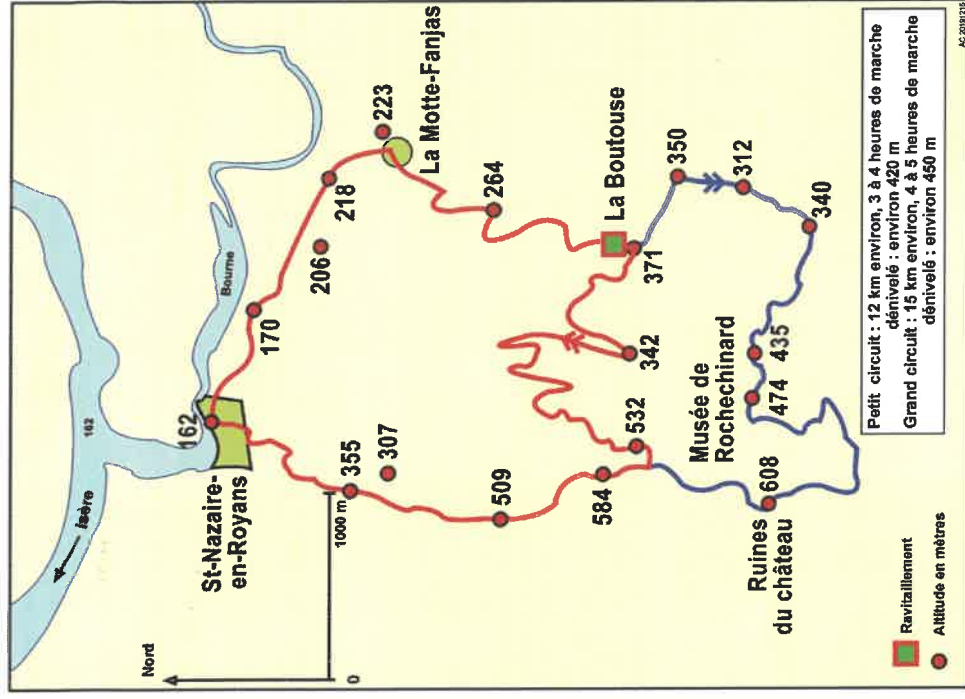 Isère
162
Bourne
Nord
162
St-Nazaire-
en-Royans
170
218
223
206
La Motte-Fanjas
355
307
1000 m
0
264
509
La Boutouse
371
350
342
532
584
312
340
Musée de
Rochechinard
474
435
608
Ruines
du château
Ravitaillement
Altitude en mètres
Petit circuit : 12 km environ, 3 à 4 heures de marche
dénivelé : environ 420 m
Grand circuit : 15 km environ, 4 à 5 heures de marche
dénivelé : environ 450 m
AC 20191215